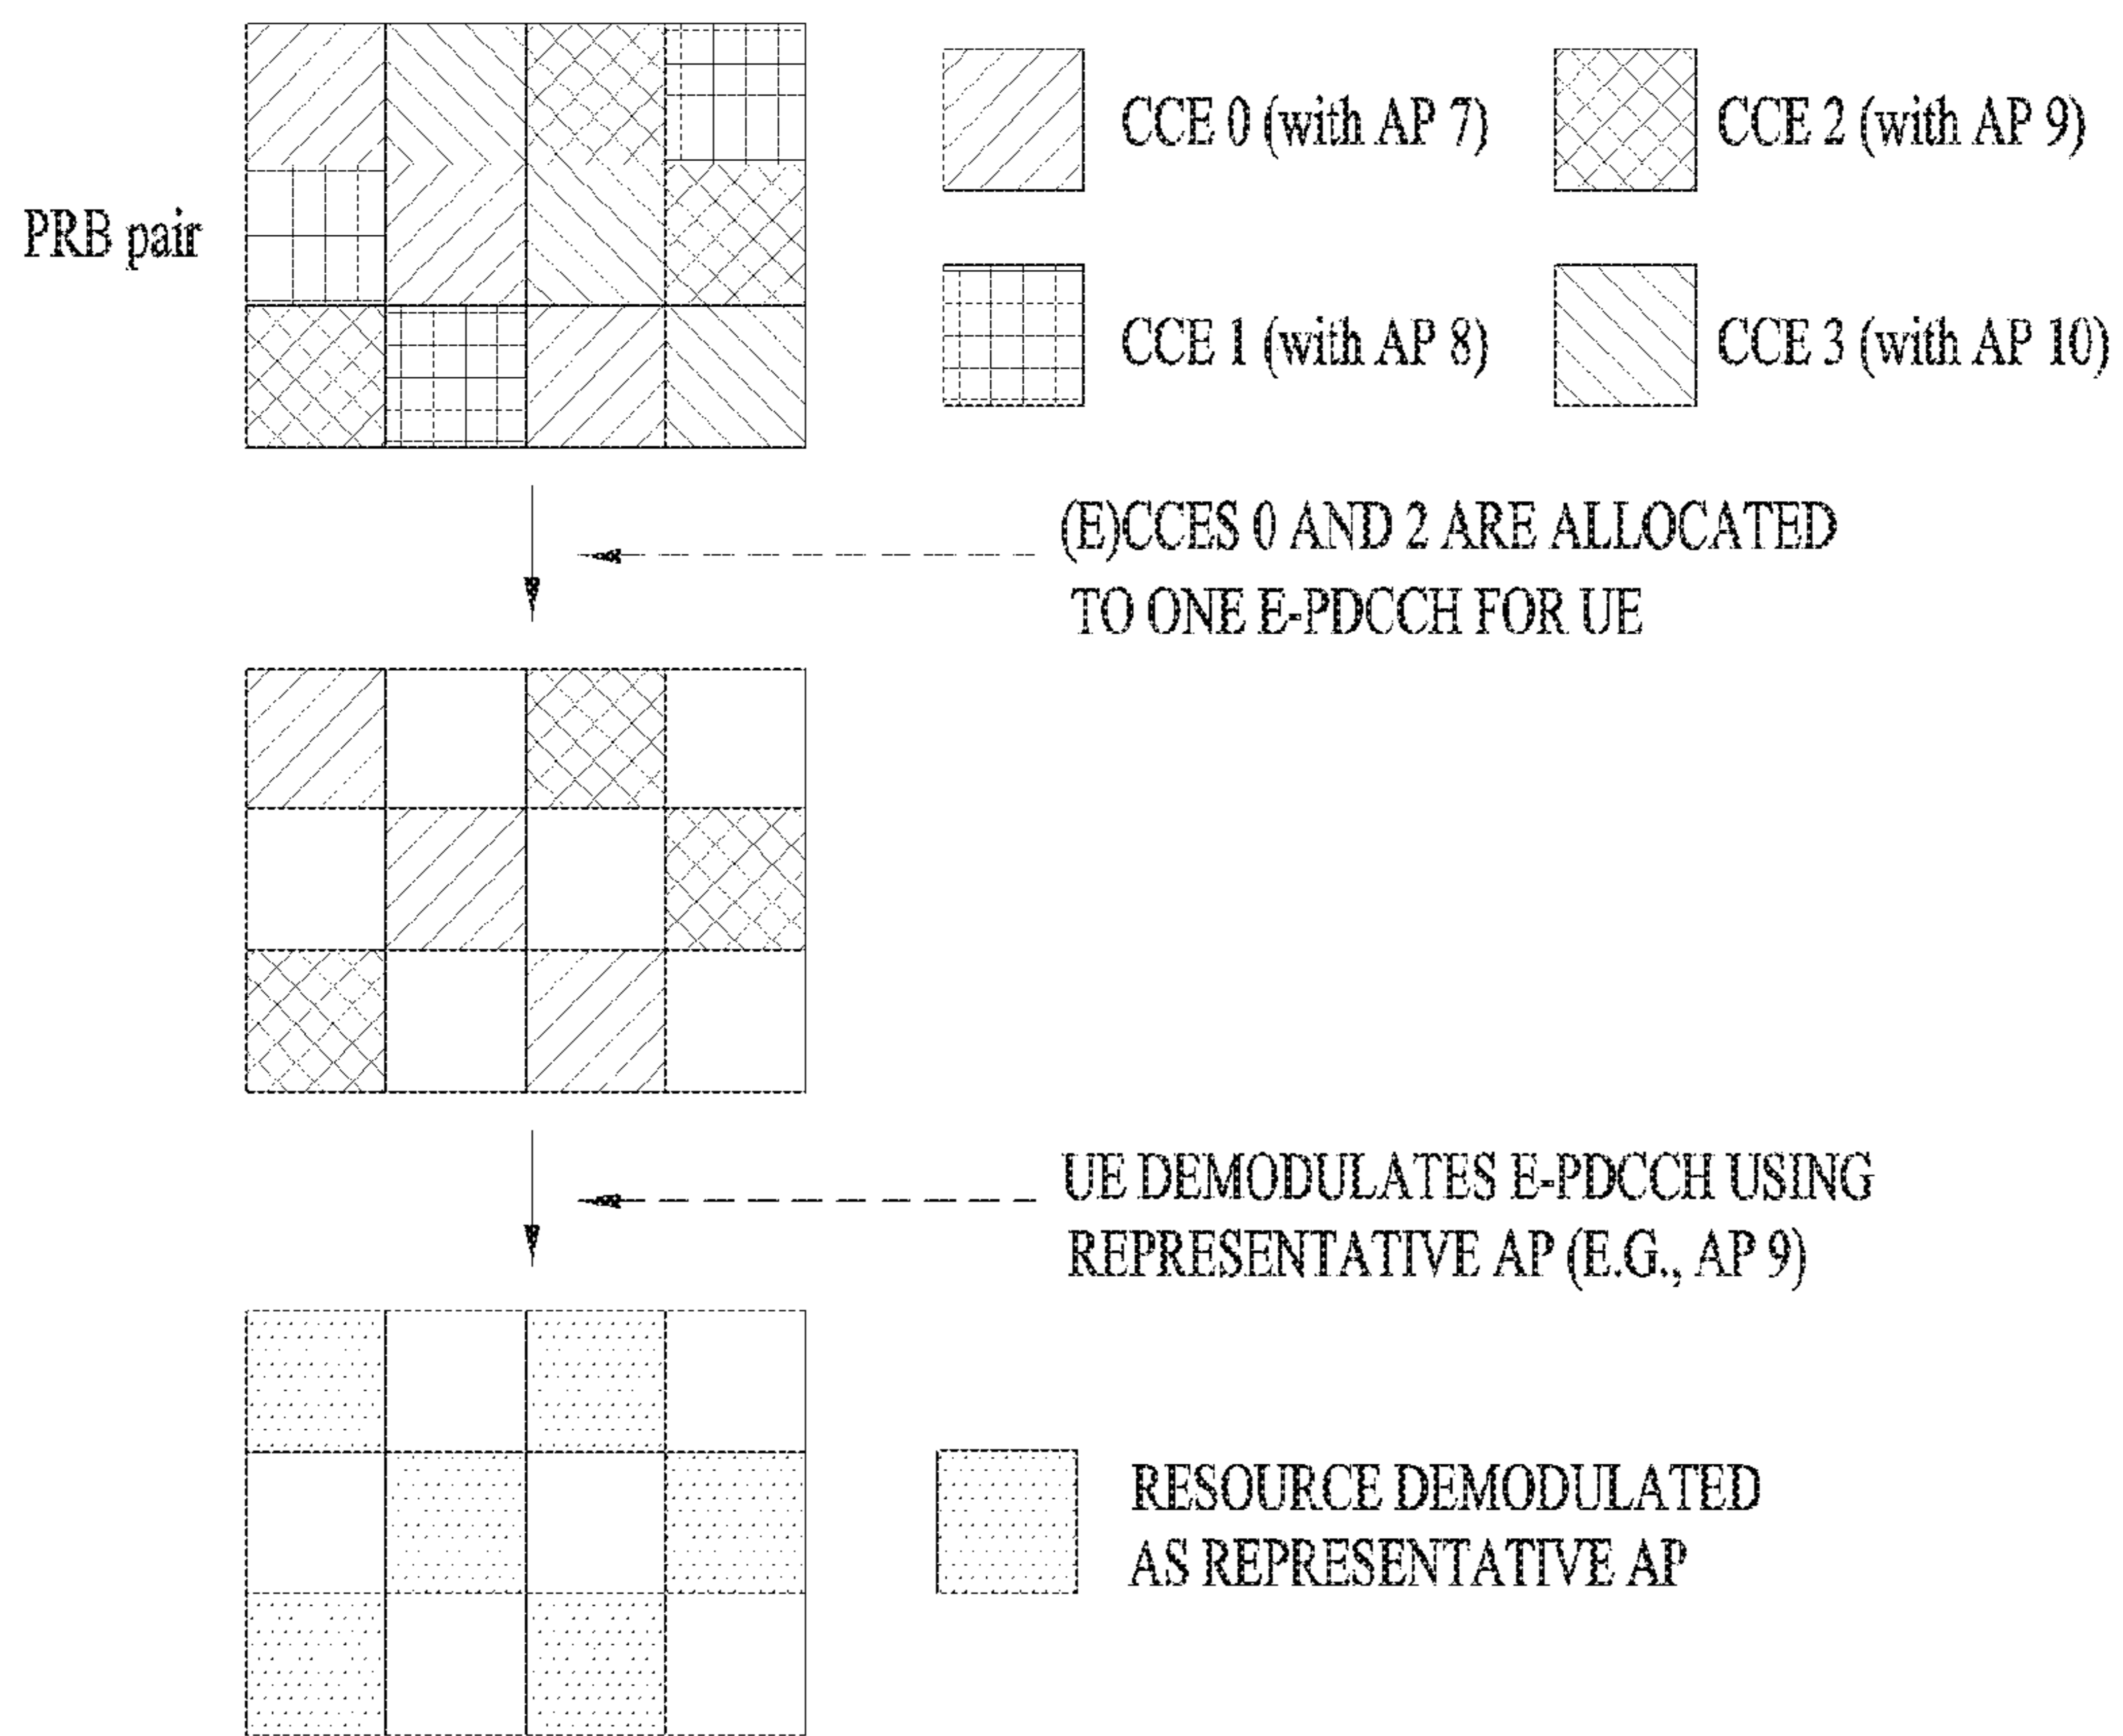 PRB pair
CCE 0 (with AP 7)
CCE 2 (with AP 9)
CCE 1 (with AP 8)
CCE 3 (with AP 10)
(E)CCES 0 AND 2 ARE ALLOCATED
TO ONE E-PDCCH FOR UE
UE DEMODULATES E-PDCCH USING
REPRESENTATIVE AP (E.G., AP 9)
RESOURCE DEMODULATED
AS REPRESENTATIVE AP